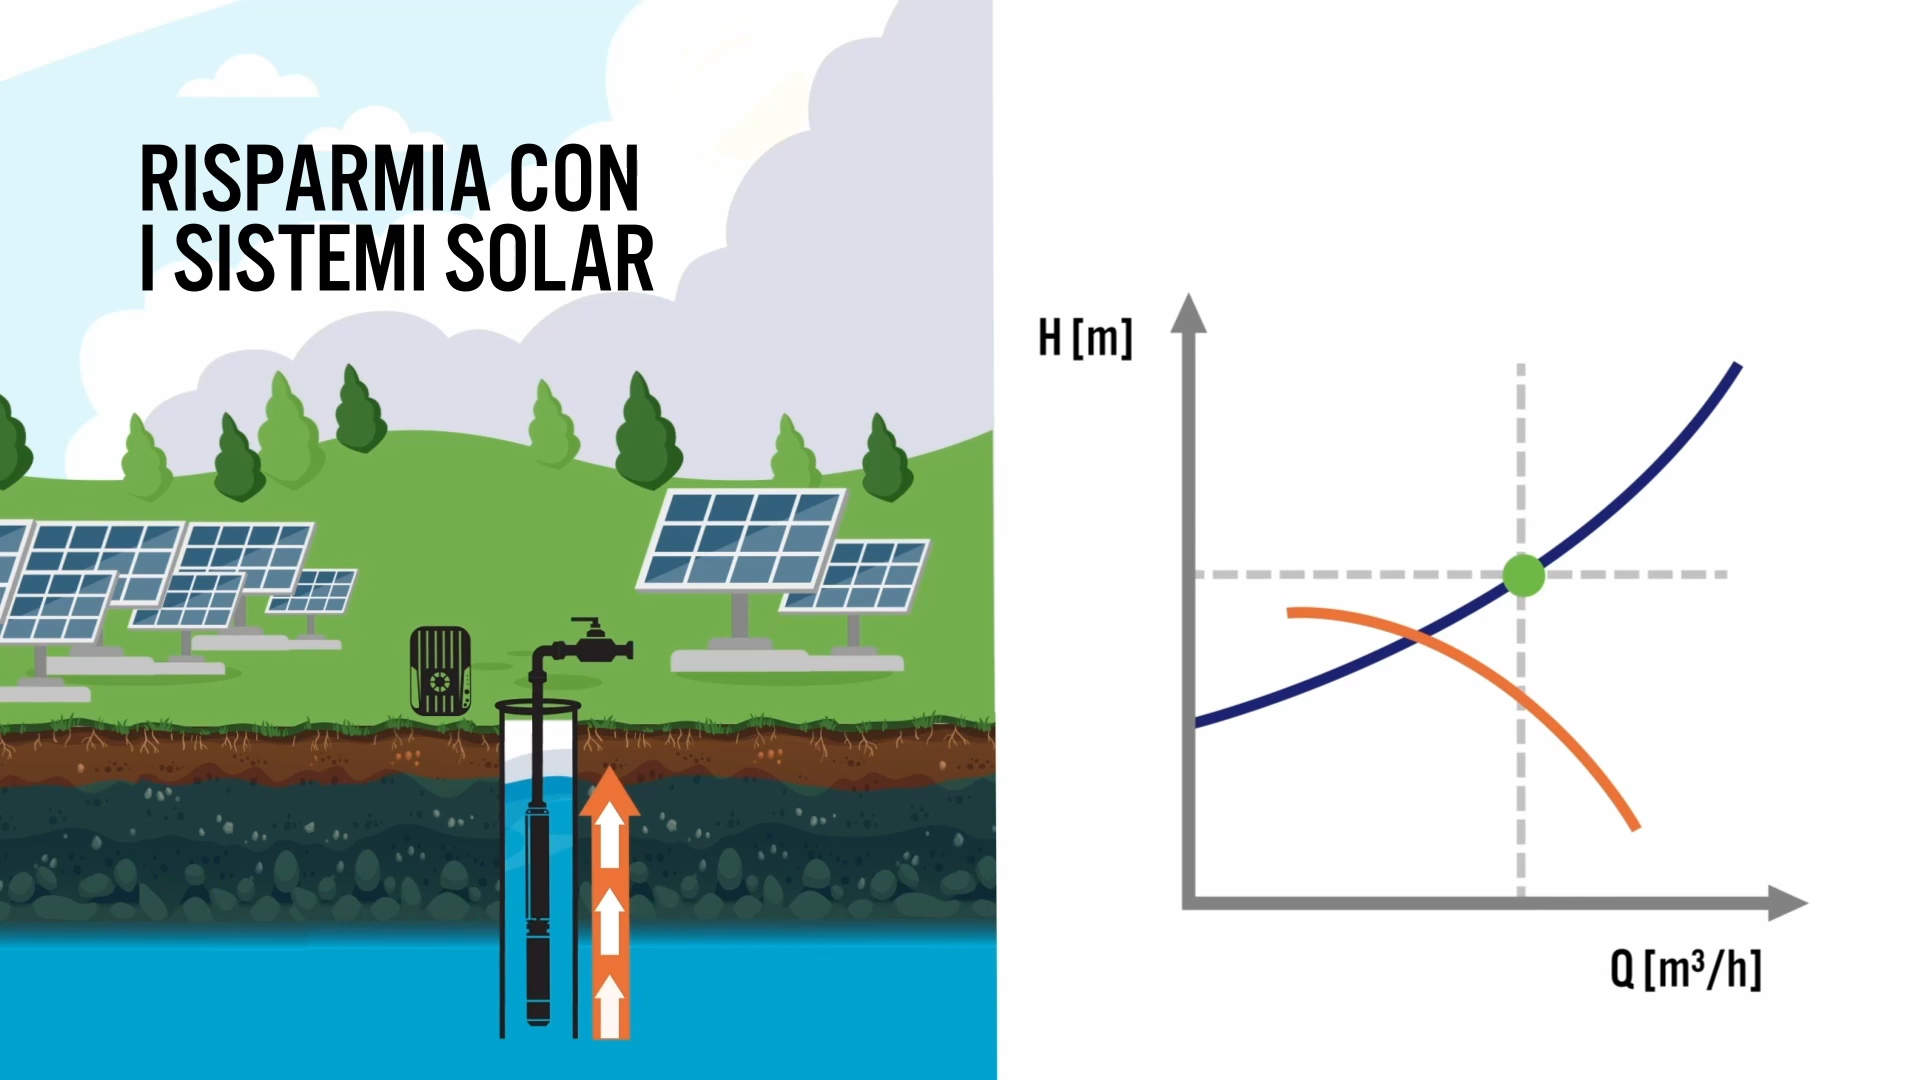 RISPARMIA CON
I SISTEMI SOLAR
H [m]
Q [m³/h]